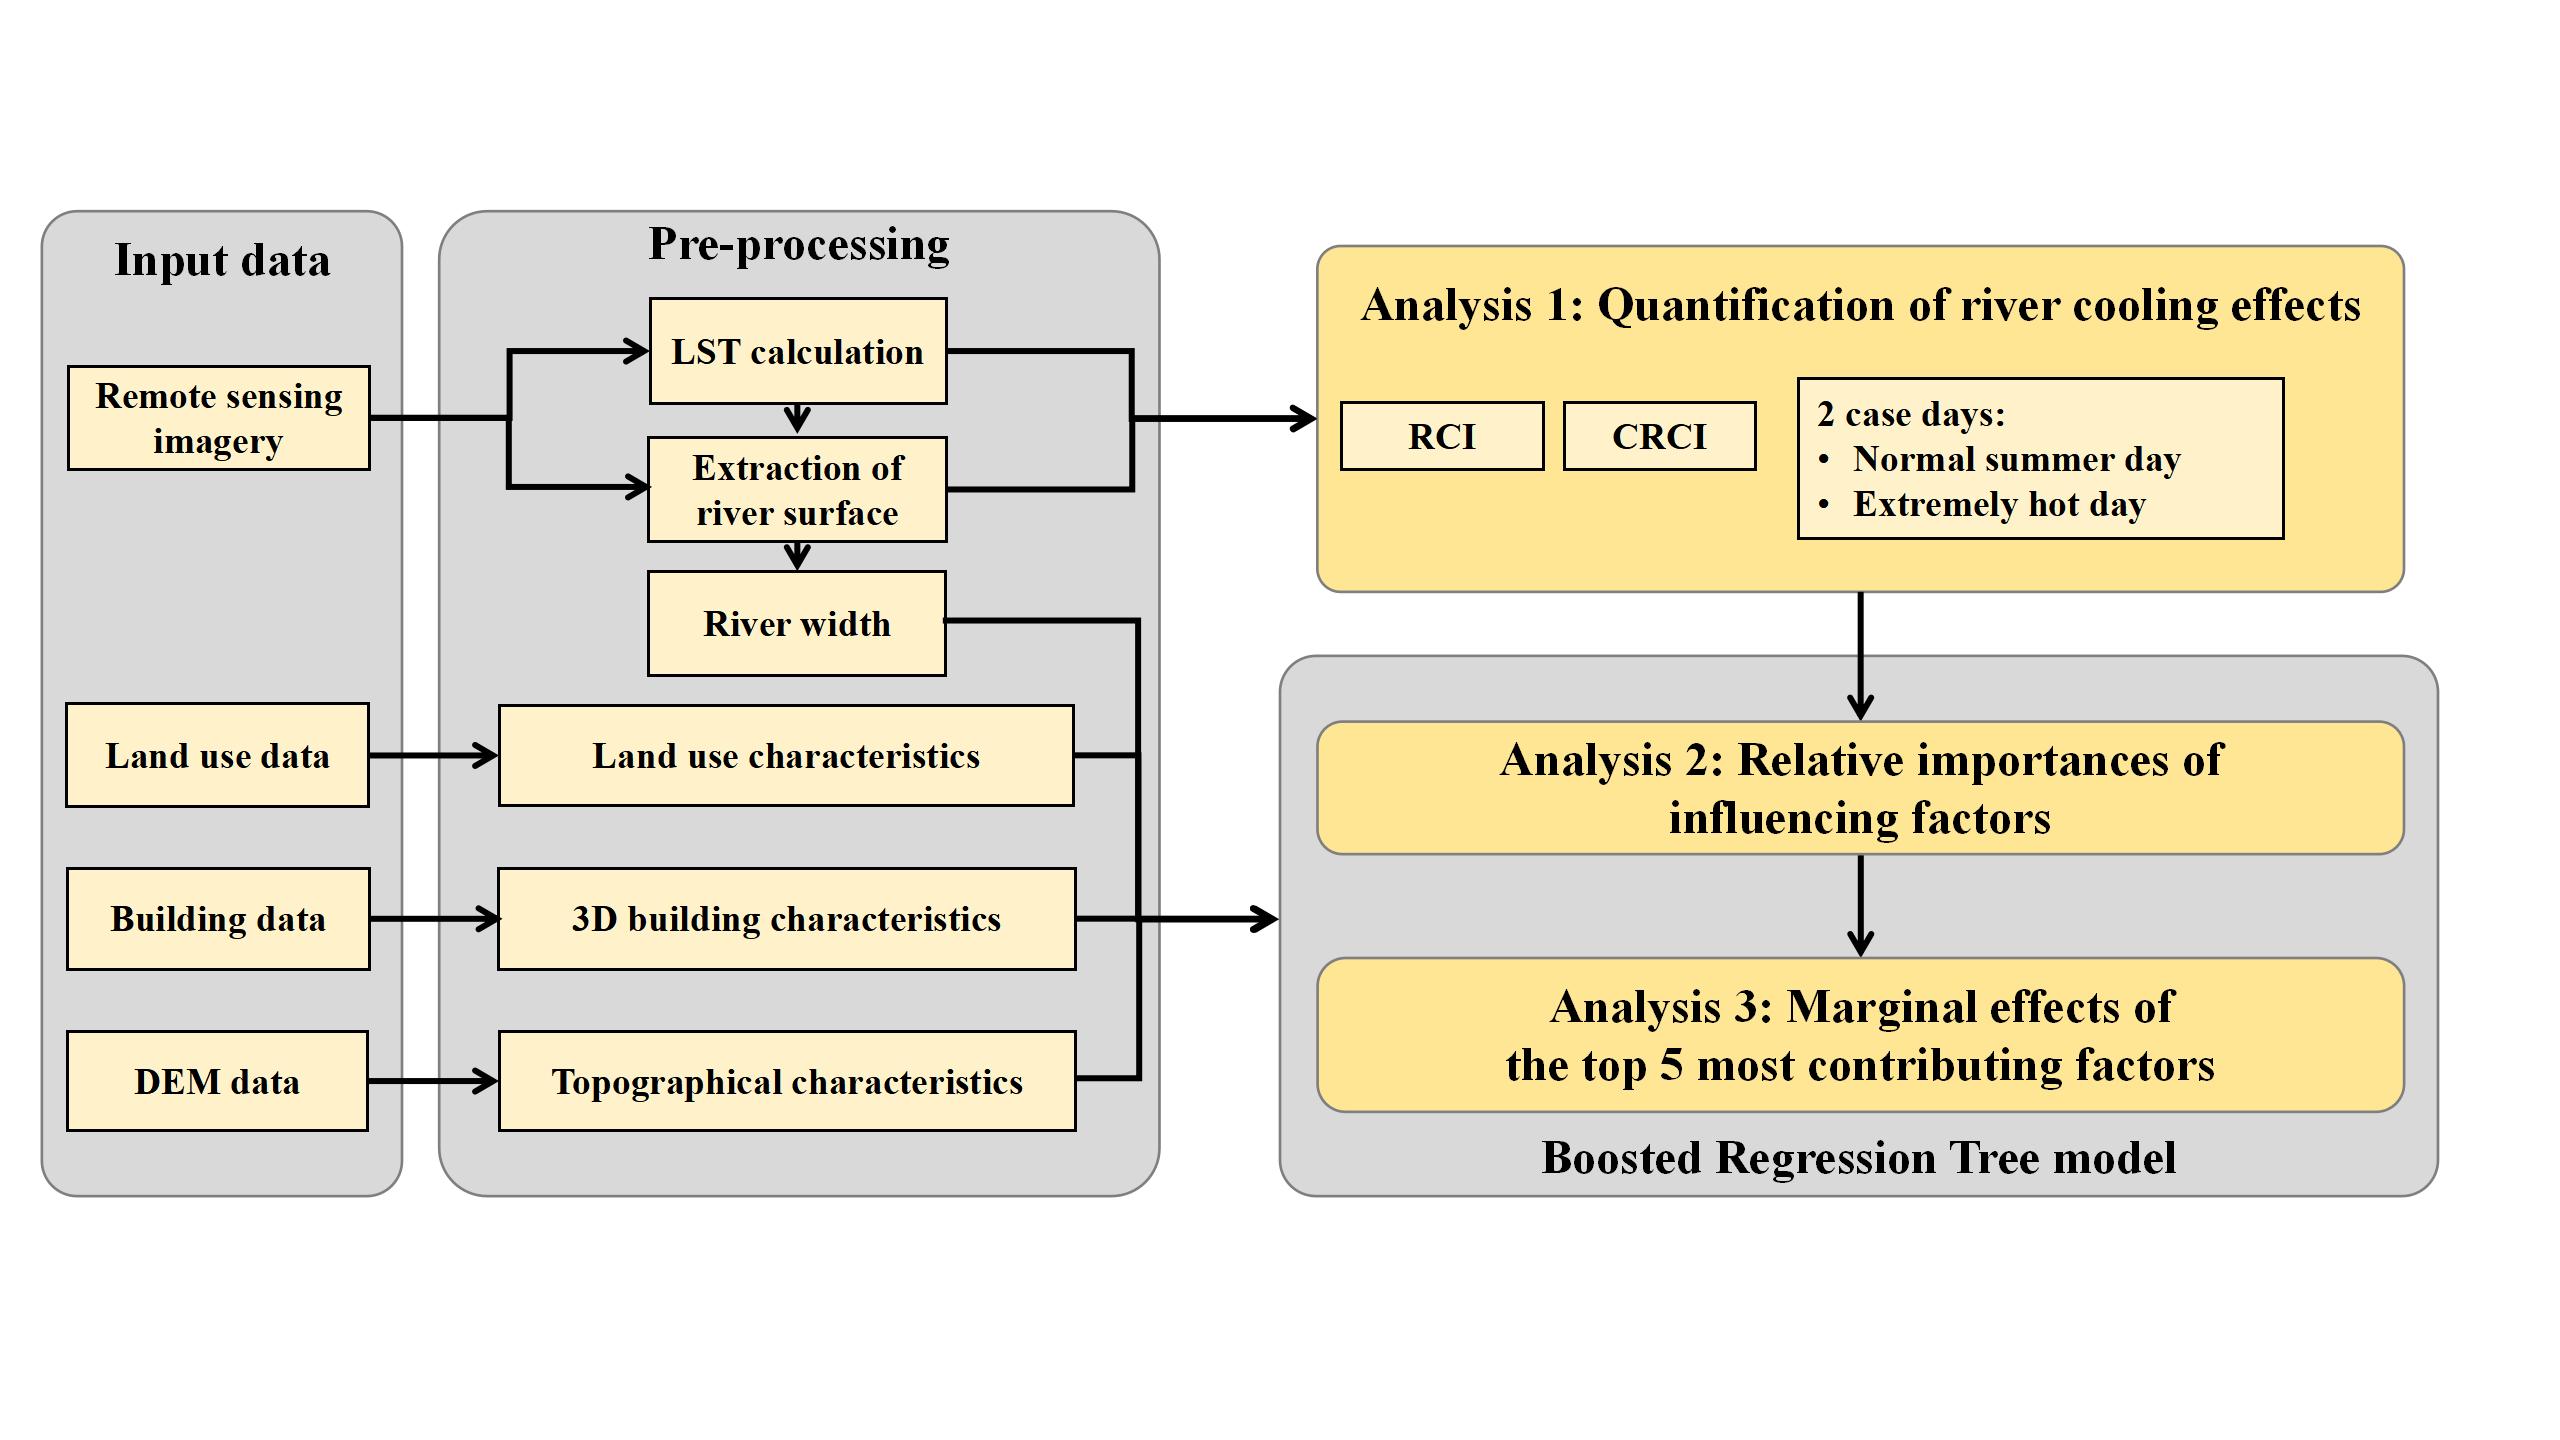 Input data
Remote sensing
imagery
Land use data
Building data
DEM data
Pre-processing
LST calculation
Extraction of
river surface
River width
Land use characteristics
3D building characteristics
Topographical characteristics
Analysis 1: Quantification of river cooling effects
RCI
CRCI
2 case days:
• Normal summer day
• Extremely hot day
Analysis 2: Relative importances of
influencing factors
Analysis 3: Marginal effects of
the top 5 most contributing factors
Boosted Regression Tree model